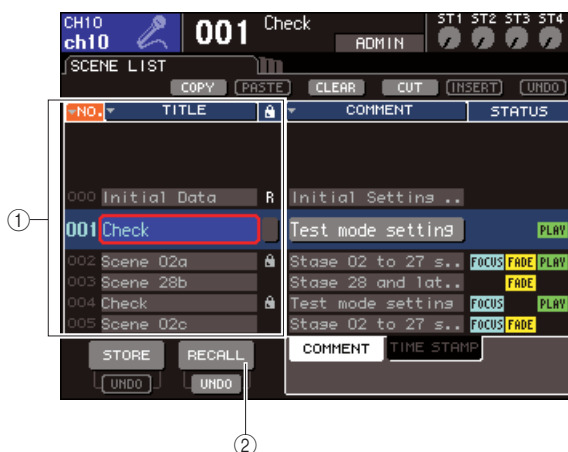 CH10
ch10
001
Check
ADMIN
ST1 ST2 ST3 ST4
SCENE LIST
COPY PASTE CLEAR CUT INSERT UNDO
NO. TITLE COMMENT STATUS
000 Initial Data R Initial Setting ..
001 Check Test mode setting PLAY
002 Scene 02a Stage 02 to 27 s.. FOCUS FADE PLAY
003 Scene 28b Stage 28 and lat.. FADE
004 Check Test mode setting FOCUS PLAY
005 Scene 02c Stage 02 to 27 s.. FOCUS FADE
STORE RECALL COMMENT TIME STAMP
UNDO UNDO
①
②